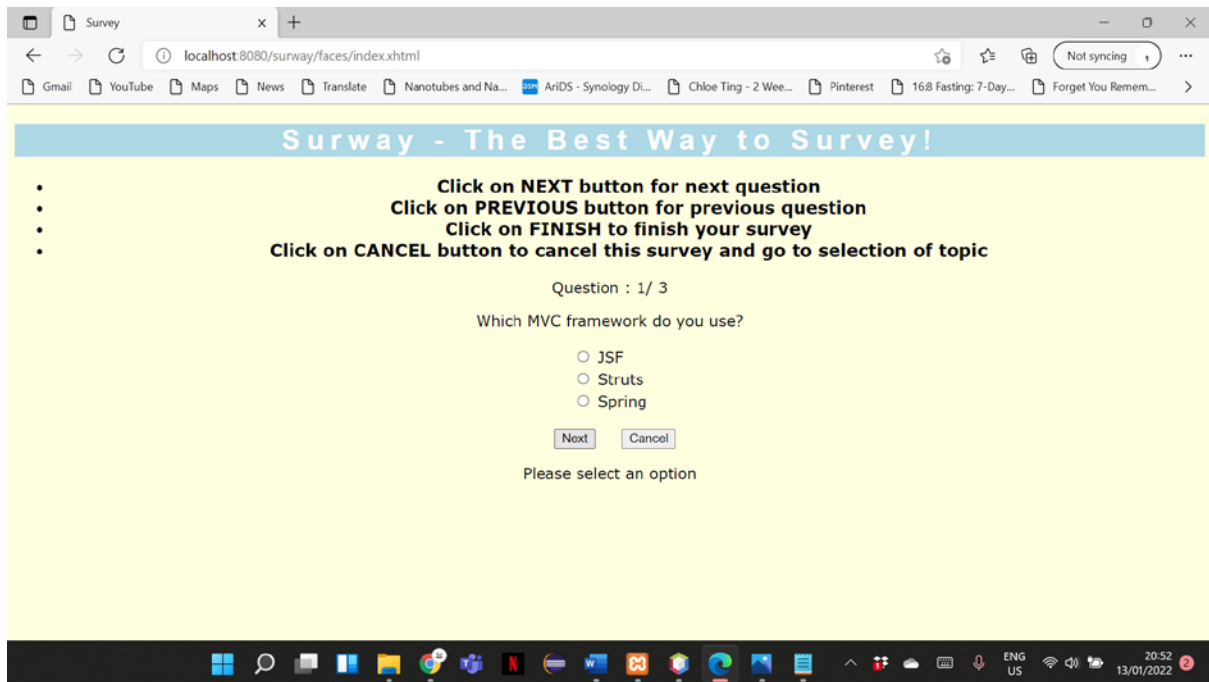 Survey
localhost:8080/surway/faces/index.xhtml
Not syncing
Gmail YouTube Maps News Translate Nanotubes and Na... DSM AriDS - Synology Di... Chloe Ting - 2 Wee... Pinterest 16:8 Fasting: 7-Day... Forget You Remem...
Surway - The Best Way to Survey!
• Click on NEXT button for next question
• Click on PREVIOUS button for previous question
• Click on FINISH to finish your survey
• Click on CANCEL button to cancel this survey and go to selection of topic
Question : 1/ 3
Which MVC framework do you use?
JSF
Struts
Spring
Next Cancel
Please select an option
ENG 20:52
US 13/01/2022 2